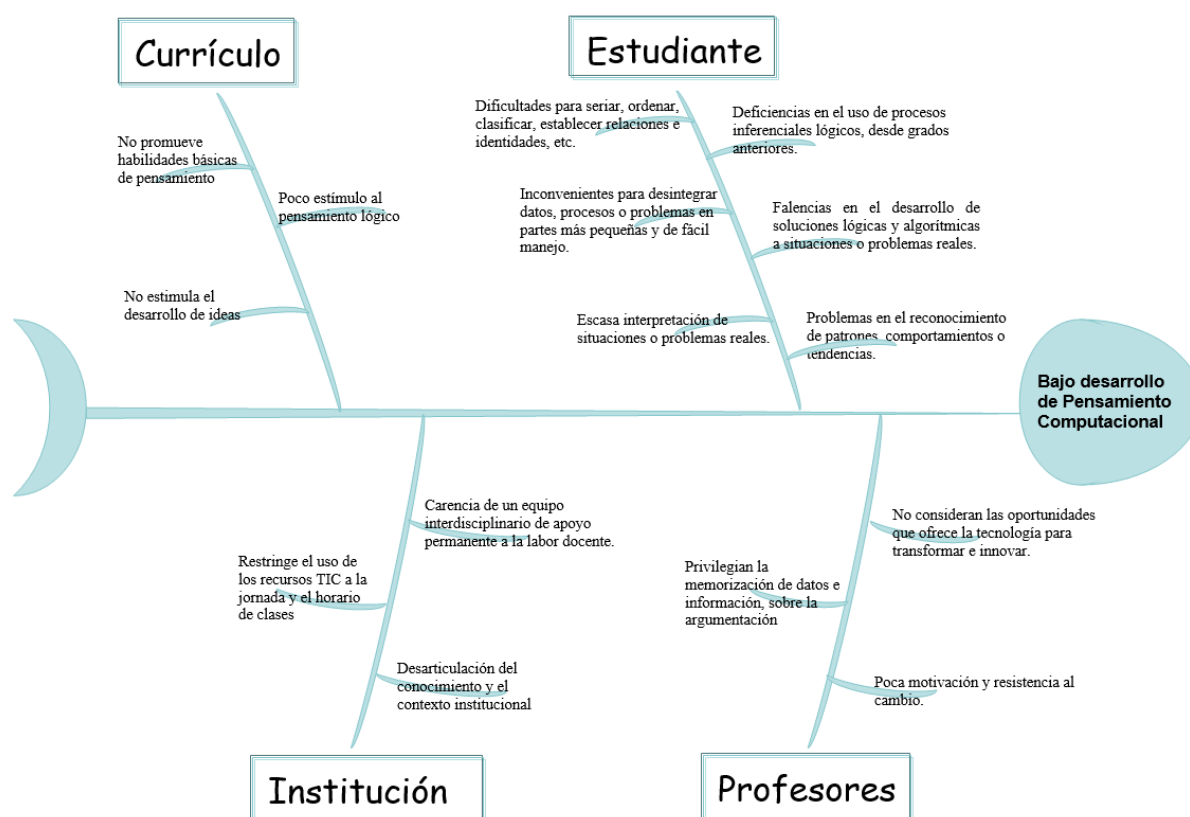 Currículo
Estudiante
No promueve
habilidades básicas
de pensamiento
Poco estímulo al
pensamiento lógico
No estimula el
desarrollo de ideas
Dificultades para seriar, ordenar,
clasificar, establecer relaciones e
identidades, etc.
Deficiencias en el uso de procesos
inferenciales lógicos, desde grados
anteriores.
Inconvenientes para desintegrar
datos, procesos o problemas en
partes más pequeñas y de fácil
manejo.
Falencias en el desarrollo de
soluciones lógicas y algorítmicas
a situaciones o problemas reales.
Escasa interpretación de
situaciones o problemas reales.
Problemas en el reconocimiento
de patrones, comportamientos o
tendencias.
Bajo desarrollo
de Pensamiento
Computacional
Carencia de un equipo
interdisciplinario de apoyo
permanente a la labor docente.
Restringe el uso de
los recursos TIC a la
jornada y el horario
de clases
Desarticulación del
conocimiento y el
contexto institucional
No consideran las oportunidades
que ofrece la tecnología para
transformar e innovar.
Privilegian la
memorización de datos e
información, sobre la
argumentación
Poca motivación y resistencia al
cambio.
Institución
Profesores